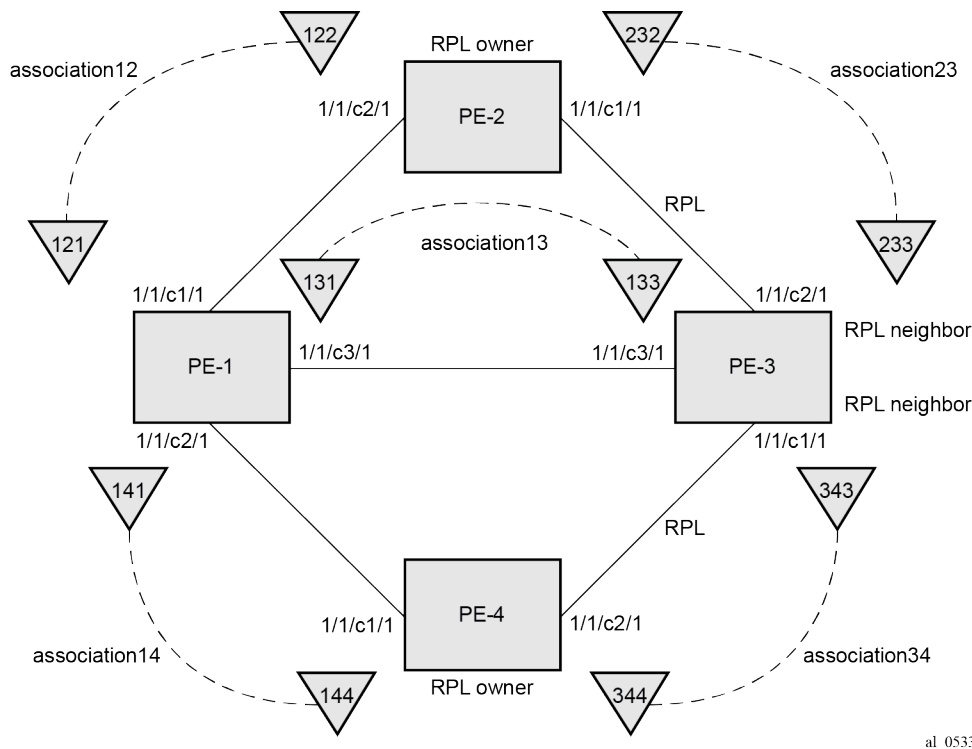 122
232
RPL owner
association12
association23
1/1/c2/1
PE-2
1/1/c1/1
RPL
121
association13
233
131
133
1/1/c1/1
1/1/c2/1
RPL neighbor
1/1/c3/1
1/1/c3/1
PE-1
PE-3
RPL neighbor
1/1/c2/1
1/1/c1/1
141
343
RPL
PE-4
1/1/c1/1
1/1/c2/1
association14
association34
RPL owner
144
344
al_0533